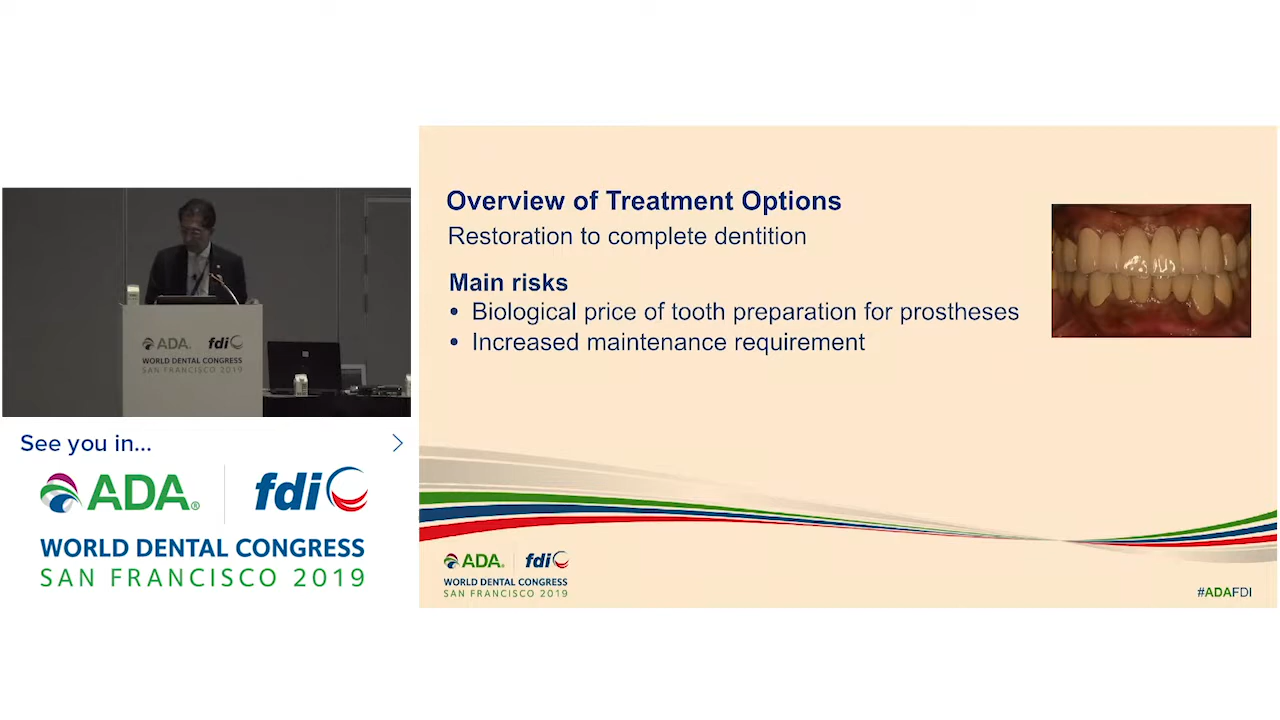 Overview of Treatment Options
Restoration to complete dentition
Main risks
• Biological price of tooth preparation for prostheses
• Increased maintenance requirement
ADA. fdi
WORLD DENTAL CONGRESS
SAN FRANCISCO 2019
See you in...
ADA® fdi
WORLD DENTAL CONGRESS
SAN FRANCISCO 2019
ADA. fdi
WORLD DENTAL CONGRESS
SAN FRANCISCO 2019
#ADAFDI